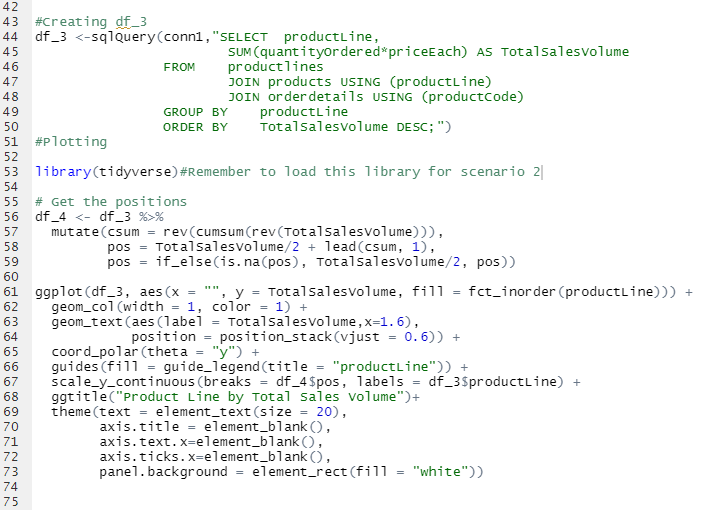 42
43 #Creating df_3
44 df_3 <-sqlQuery(conn1,"SELECT  productLine,
45                         SUM(quantityOrdered*priceEach) AS TotalSalesVolume
46                 FROM    productlines
47                         JOIN products USING (productLine)
48                         JOIN orderdetails USING (productCode)
49                 GROUP BY    productLine
50                 ORDER BY    TotalSalesVolume DESC;")
51 #Plotting
52
53 library(tidyverse)#Remember to load this library for scenario 2
54
55 # Get the positions
56 df_4 <- df_3 %>%
57   mutate(csum = rev(cumsum(rev(TotalSalesVolume))),
58          pos = TotalSalesVolume/2 + lead(csum, 1),
59          pos = if_else(is.na(pos), TotalSalesVolume/2, pos))
60
61 ggplot(df_3, aes(x = "", y = TotalSalesVolume, fill = fct_inorder(productLine))) +
62   geom_col(width = 1, color = 1) +
63   geom_text(aes(label = TotalSalesVolume,x=1.6),
64             position = position_stack(vjust = 0.6)) +
65   coord_polar(theta = "y") +
66   guides(fill = guide_legend(title = "productLine")) +
67   scale_y_continuous(breaks = df_4$pos, labels = df_3$productLine) +
68   ggtitle("Product Line by Total Sales Volume")+
69   theme(text = element_text(size = 20),
70         axis.title = element_blank(),
71         axis.text.x=element_blank(),
72         axis.ticks.x=element_blank(),
73         panel.background = element_rect(fill = "white"))
74
75